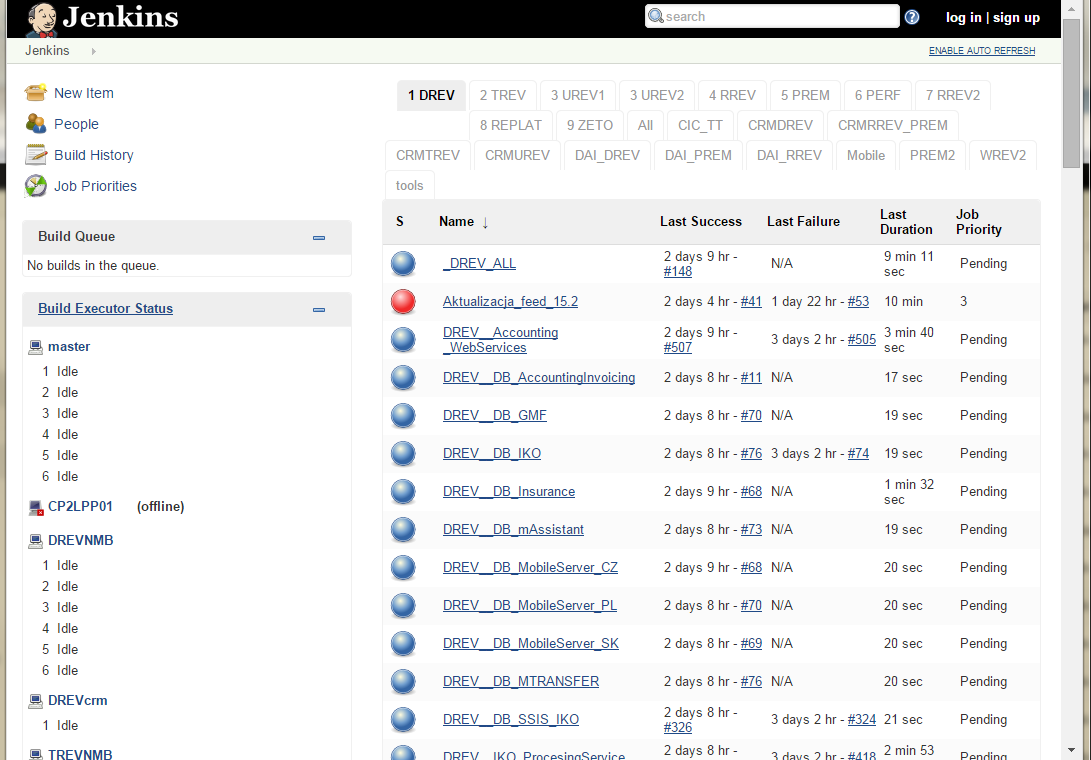 Jenkins
search
log in | sign up
Jenkins
ENABLE AUTO REFRESH
New Item
People
Build History
Job Priorities
Build Queue
No builds in the queue.
Build Executor Status
master
1 Idle
2 Idle
3 Idle
4 Idle
5 Idle
6 Idle
CP2LPP01 (offline)
DREVNMB
1 Idle
2 Idle
3 Idle
4 Idle
5 Idle
6 Idle
DREVcrm
1 Idle
TREVNMB
1 DREV 2 TREV 3 UREV1 3 UREV2 4 RREV 5 PREM 6 PERF 7 RREV2
8 REPLAT 9 ZETO All CIC_TT CRMDREV CRMRREV_PREM
CRMTREV CRMUREV DAI_DREV DAI_PREM DAI_RREV Mobile PREM2 WREV2
tools
S Name ↓ Last Success Last Failure Last Duration Job Priority
_DREV_ALL 2 days 9 hr - #148 N/A 9 min 11 sec Pending
Aktualizacja_feed_15.2 2 days 4 hr - #41 1 day 22 hr - #53 10 min 3
DREV__Accounting_WebServices 2 days 9 hr - #507 3 days 2 hr - #505 3 min 40 sec Pending
DREV__DB_AccountingInvoicing 2 days 8 hr - #11 N/A 17 sec Pending
DREV__DB_GMF 2 days 8 hr - #70 N/A 19 sec Pending
DREV__DB_IKO 2 days 8 hr - #76 3 days 2 hr - #74 19 sec Pending
DREV__DB_Insurance 2 days 9 hr - #68 N/A 1 min 32 sec Pending
DREV__DB_mAssistant 2 days 8 hr - #73 N/A 19 sec Pending
DREV__DB_MobileServer_CZ 2 days 9 hr - #68 N/A 20 sec Pending
DREV__DB_MobileServer_PL 2 days 8 hr - #70 N/A 20 sec Pending
DREV__DB_MobileServer_SK 2 days 8 hr - #69 N/A 20 sec Pending
DREV__DB_MTRANSFER 2 days 8 hr - #76 N/A 20 sec Pending
DREV__DB_SSIS_IKO 2 days 8 hr - #326 3 days 2 hr - #324 21 sec Pending
DREV__IKO_ProcesingService 2 days 8 hr - 3 days 2 hr - #418 2 min 53 Pending